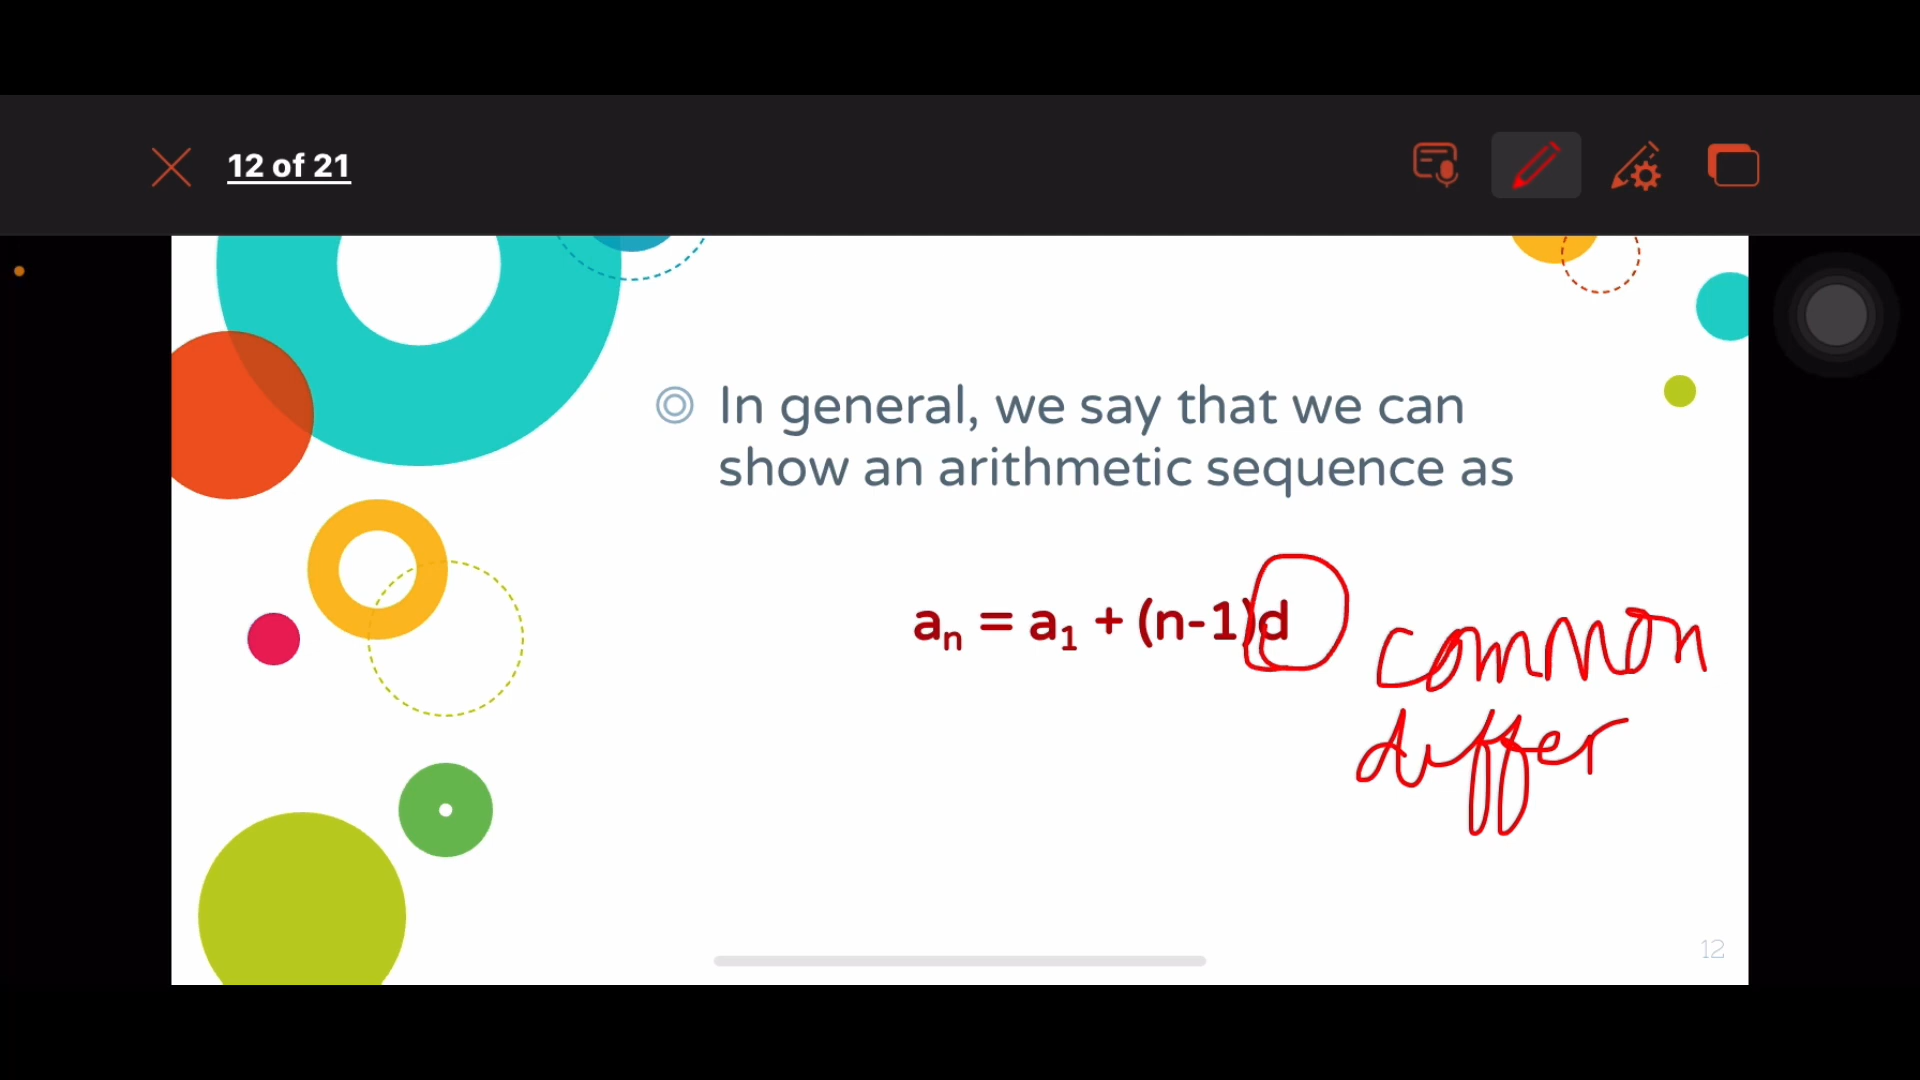 12 of 21
In general, we say that we can
show an arithmetic sequence as
aₙ = a₁ + (n-1)d
common
differ
12